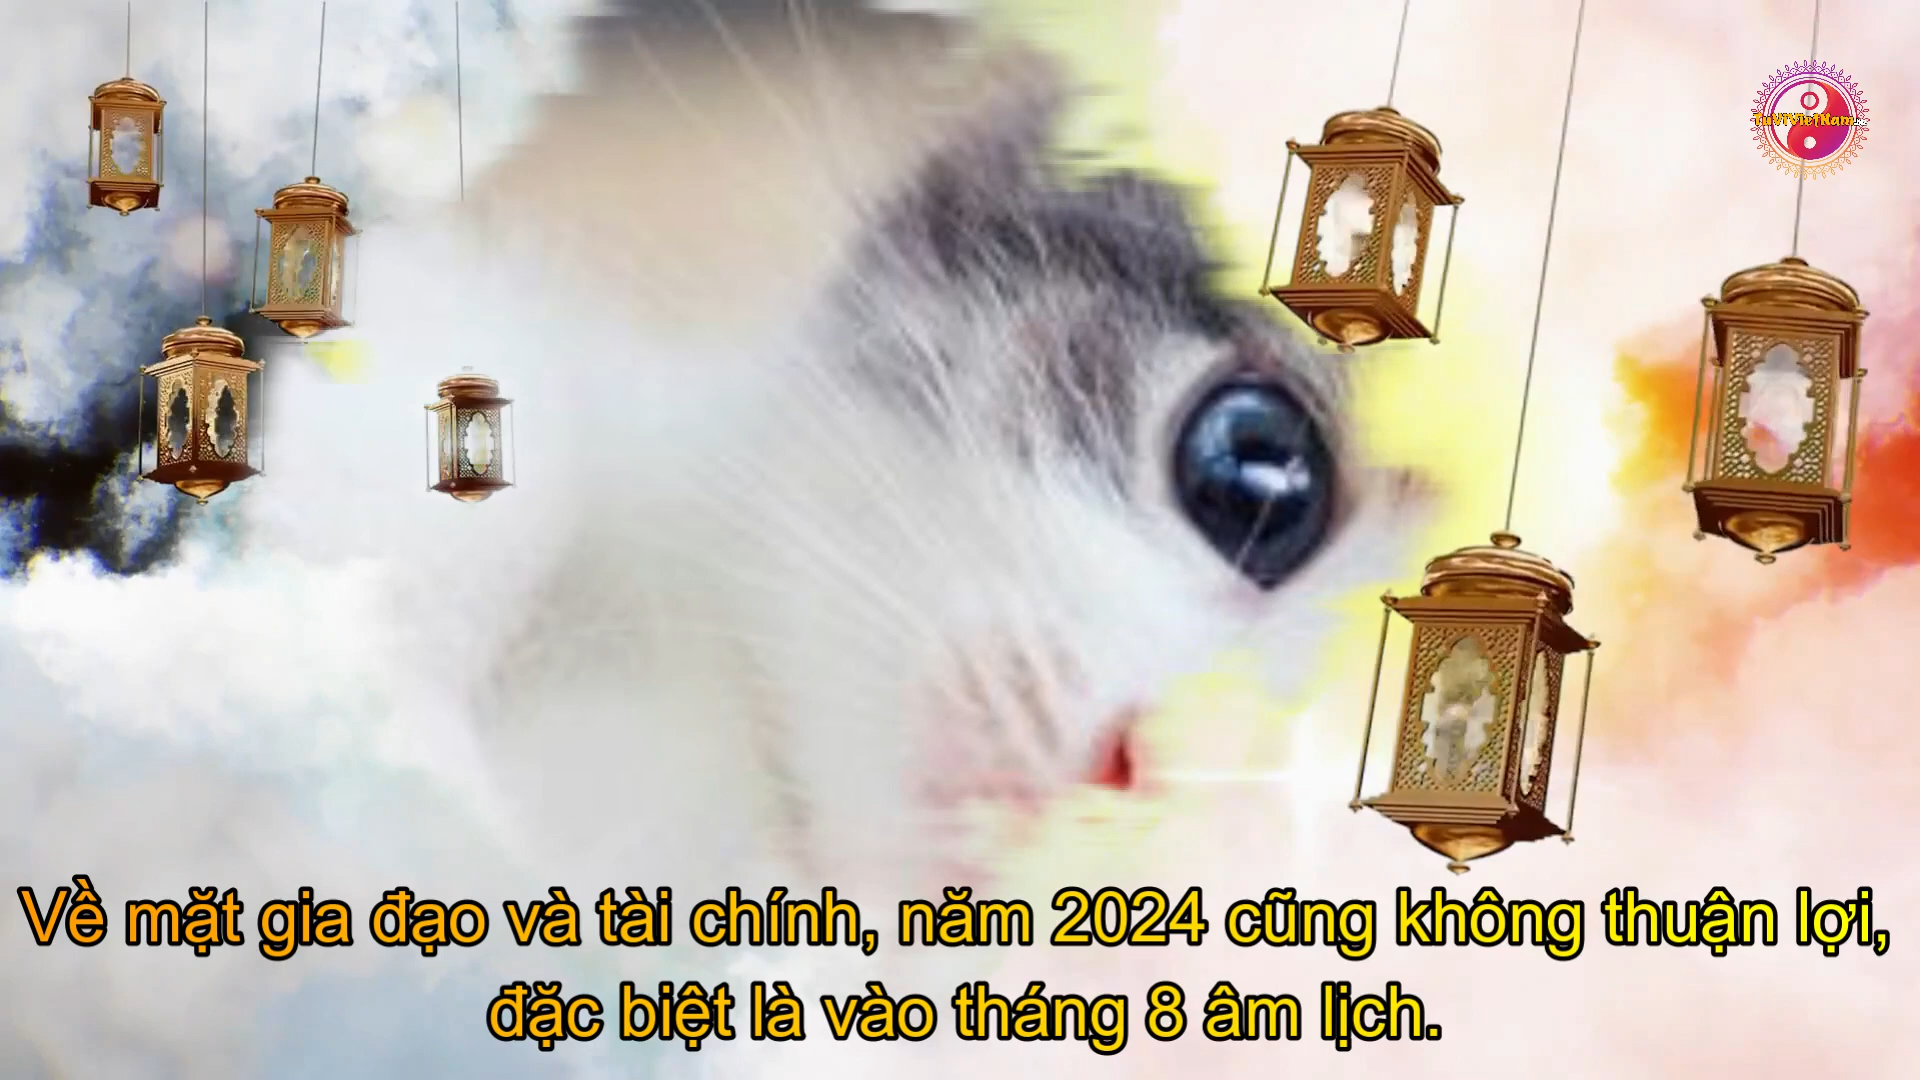 TuViVietNam
Về mặt gia đạo và tài chính, năm 2024 cũng không thuận lợi,
đặc biệt là vào tháng 8 âm lịch.